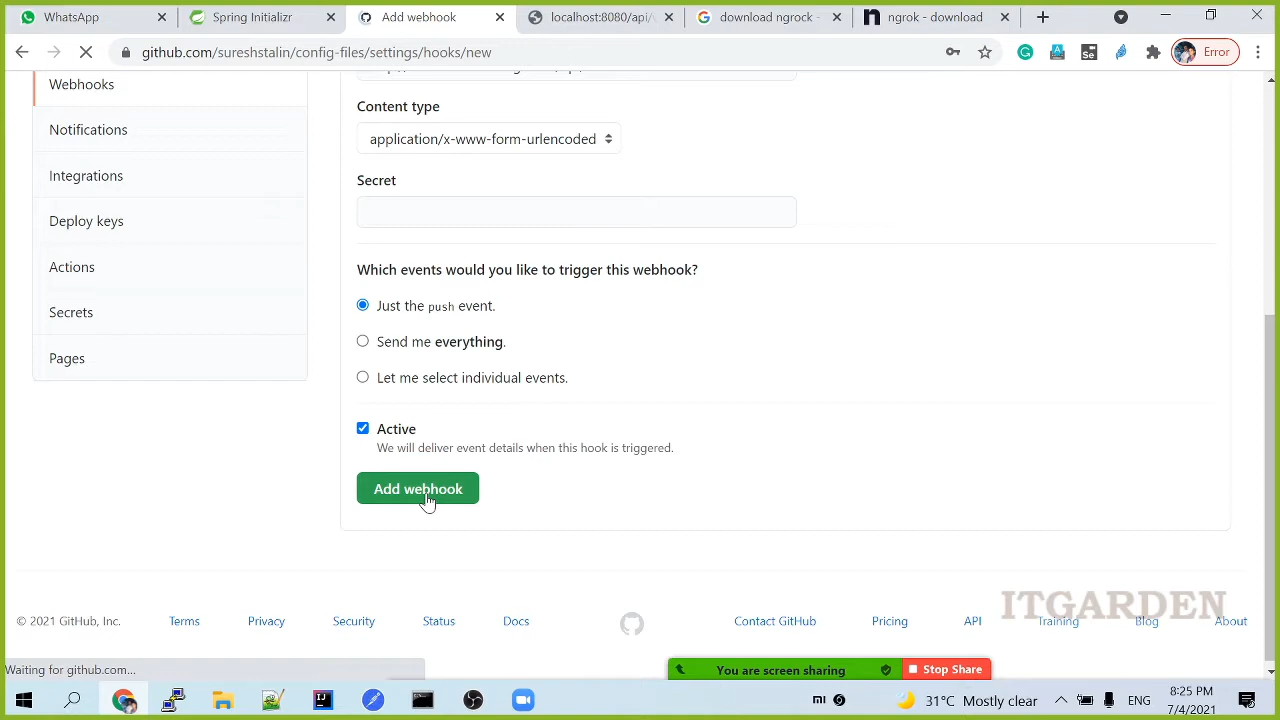 WhatsApp
Spring Initializr
Add webhook
localhost:8080/api/
download ngrock -
ngrok - download
github.com/sureshstalin/config-files/settings/hooks/new
Error
Webhooks
Notifications
Integrations
Deploy keys
Actions
Secrets
Pages
Content type
application/x-www-form-urlencoded
Secret
Which events would you like to trigger this webhook?
Just the push event.
Send me everything.
Let me select individual events.
Active
We will deliver event details when this hook is triggered.
Add webhook
ITGARDEN
© 2021 GitHub, Inc.
Terms
Privacy
Security
Status
Docs
Contact GitHub
Pricing
API
Training
Blog
About
Waiting for github.com...
You are screen sharing
Stop Share
31°C Mostly clear
ENG
8:25 PM
7/4/2021